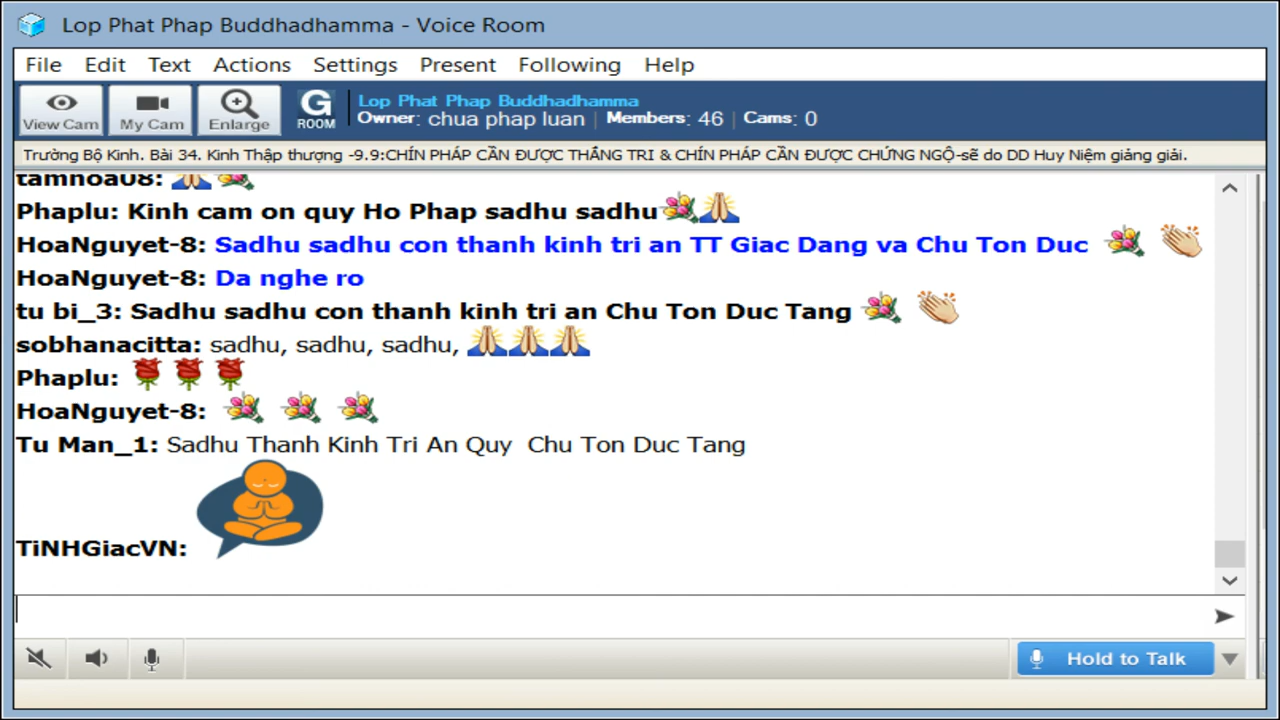 Lop Phat Phap Buddhadhamma - Voice Room
File Edit Text Actions Settings Present Following Help
View Cam My Cam Enlarge G ROOM
Lop Phat Phap Buddhadhamma
Owner: chua phap luan | Members: 46 | Cams: 0
Trường Bộ Kinh. Bài 34. Kinh Thập thượng -9.9:CHÍN PHÁP CẦN ĐƯỢC THẮNG TRI & CHÍN PHÁP CẦN ĐƯỢC CHỨNG NGỘ-sẽ do DD Huy Niệm giảng giải.
tamhoa08:
Phaplu: Kinh cam on quy Ho Phap sadhu sadhu
HoaNguyet-8: Sadhu sadhu con thanh kinh tri an TT Giac Dang va Chu Ton Duc
HoaNguyet-8: Da nghe ro
tu bi_3: Sadhu sadhu con thanh kinh tri an Chu Ton Duc Tang
sobhanacitta: sadhu, sadhu, sadhu,
Phaplu:
HoaNguyet-8:
Tu Man_1: Sadhu Thanh Kinh Tri An Quy Chu Ton Duc Tang
TiNHGiacVN:
Hold to Talk